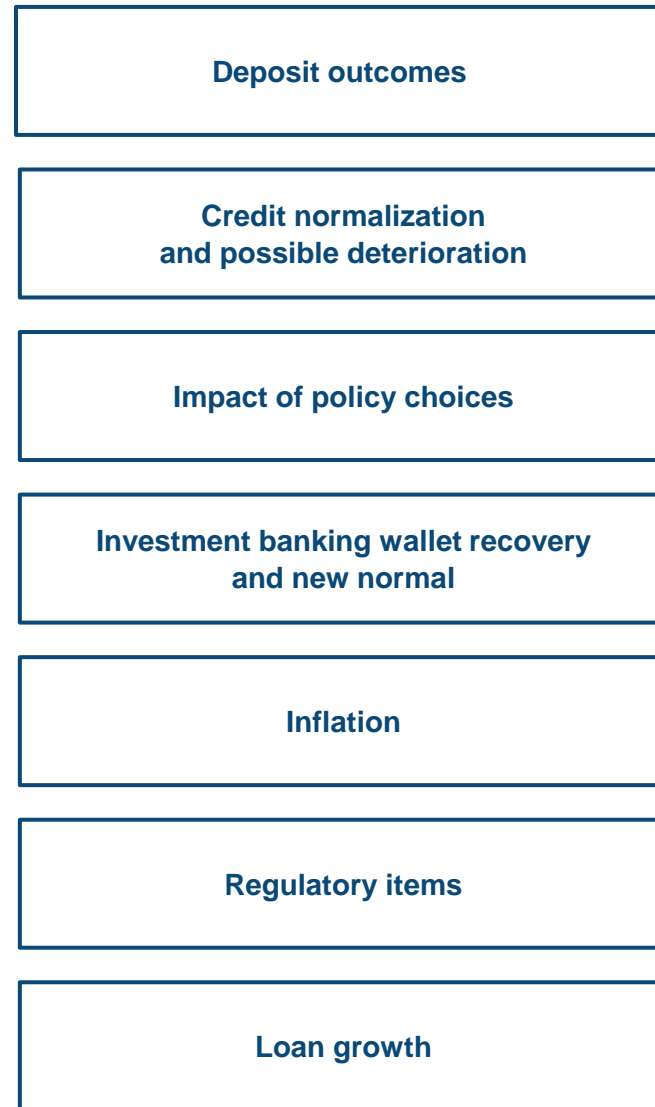 Deposit outcomes
Credit normalization
and possible deterioration
Impact of policy choices
Investment banking wallet recovery
and new normal
Inflation
Regulatory items
Loan growth